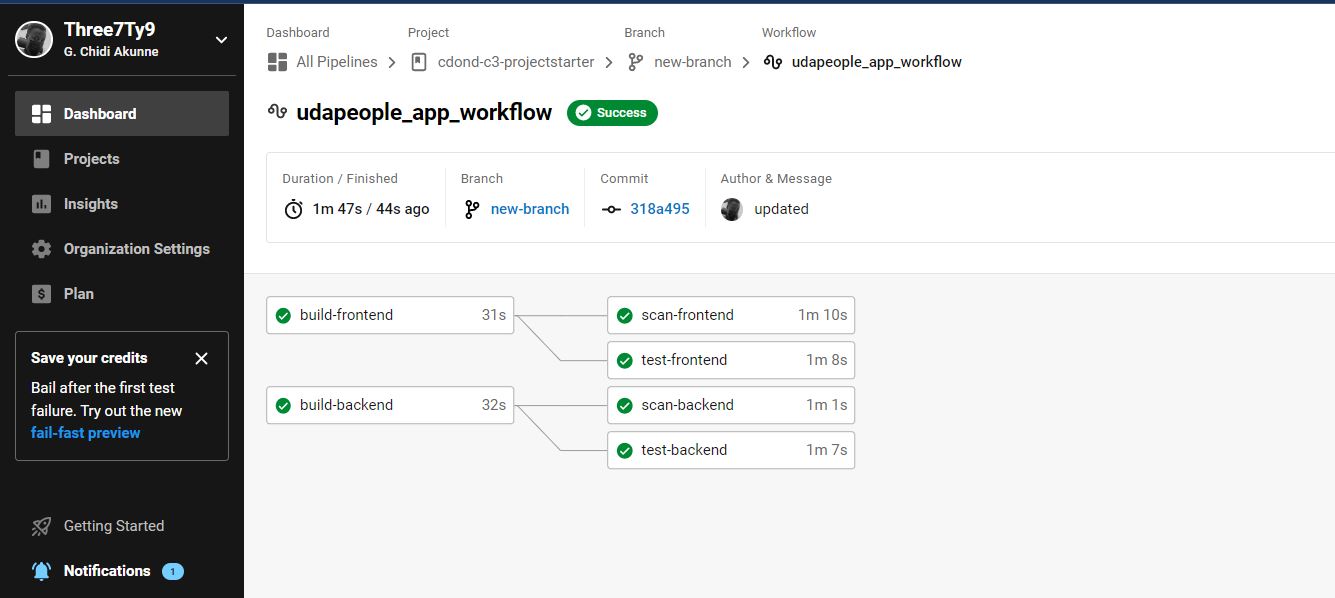 Three7Ty9
G. Chidi Akunne
Dashboard
Projects
Insights
Organization Settings
$ Plan
Save your credits
Bail after the first test
failure. Try out the new
fail-fast preview
Getting Started
Notifications 1
Dashboard Project Branch Workflow
All Pipelines cdond-c3-projectstarter new-branch udapeople_app_workflow
udapeople_app_workflow Success
Duration / Finished Branch Commit Author & Message
1m 47s / 44s ago new-branch 318a495 updated
build-frontend 31s scan-frontend 1m 10s
test-frontend 1m 8s
build-backend 32s scan-backend 1m 1s
test-backend 1m 7s